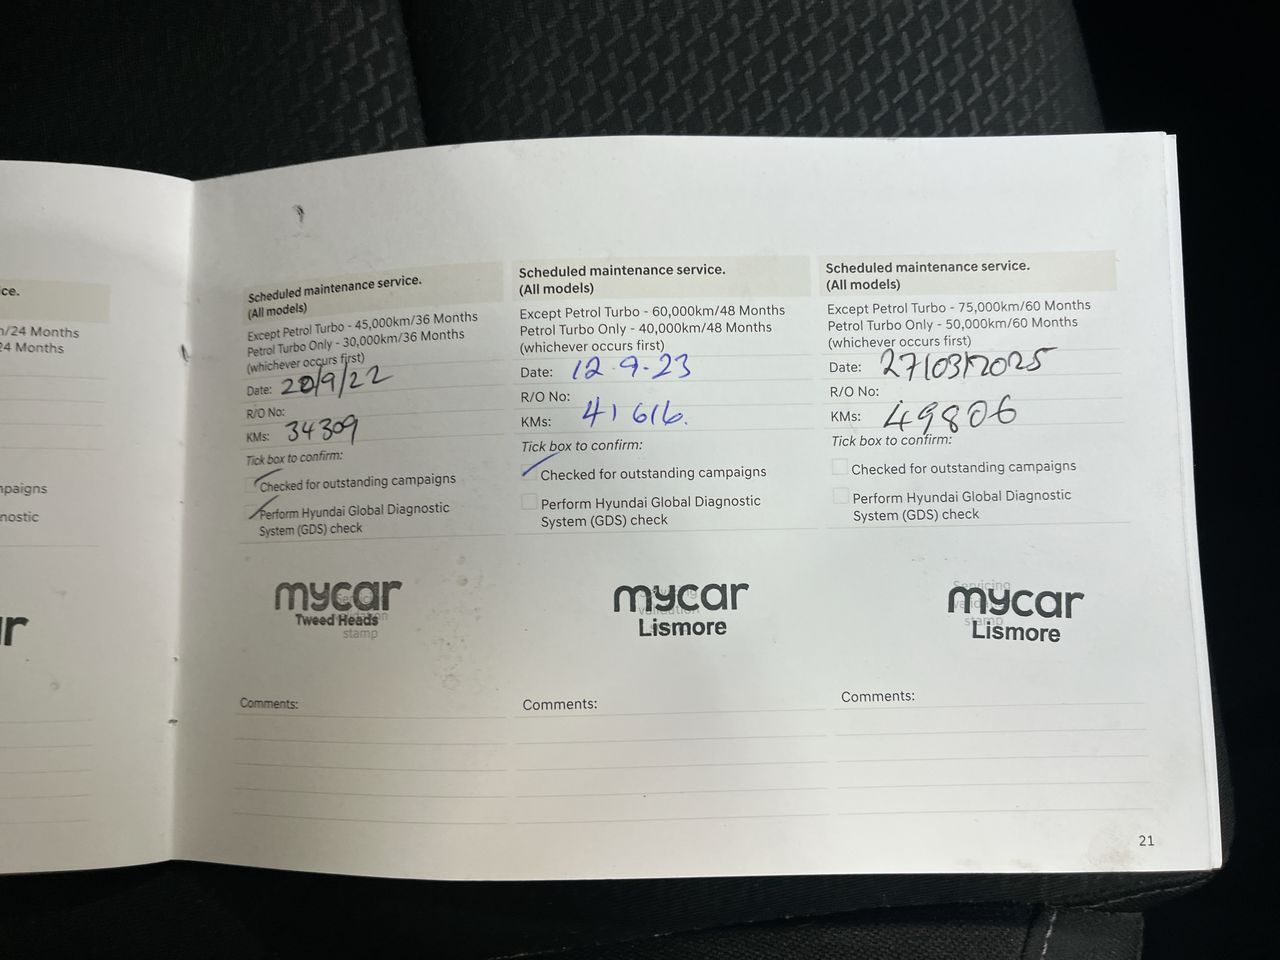 ce.
n/24 Months
24 Months
mpaigns
nostic
ar
Scheduled maintenance service.
(All models)
Except Petrol Turbo - 45,000km/36 Months
Petrol Turbo Only - 30,000km/36 Months
(whichever occurs first)
Date: 20/9/22
R/O No:
KMs: 34309
Tick box to confirm:
Checked for outstanding campaigns
Perform Hyundai Global Diagnostic
System (GDS) check
mycar
Tweed Heads
stamp
Comments:
Scheduled maintenance service.
(All models)
Except Petrol Turbo - 60,000km/48 Months
Petrol Turbo Only - 40,000km/48 Months
(whichever occurs first)
Date: 12.9.23
R/O No:
KMs: 41616.
Tick box to confirm:
Checked for outstanding campaigns
Perform Hyundai Global Diagnostic
System (GDS) check
mycar
Lismore
Comments:
Scheduled maintenance service.
(All models)
Except Petrol Turbo - 75,000km/60 Months
Petrol Turbo Only - 50,000km/60 Months
(whichever occurs first)
Date: 27/03/2025
R/O No:
KMs: 49806
Tick box to confirm:
Checked for outstanding campaigns
Perform Hyundai Global Diagnostic
System (GDS) check
Servicing
mycar
Lismore
Comments:
21